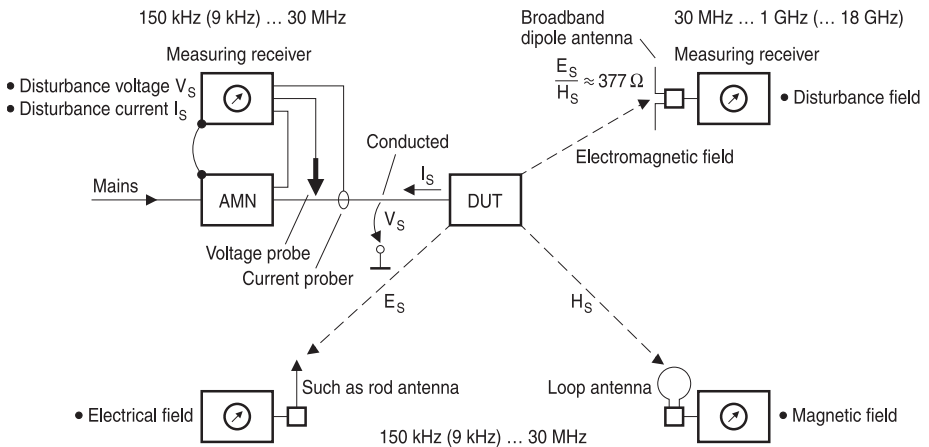 150 kHz (9 kHz) ... 30 MHz
Measuring receiver
• Disturbance voltage V_S
• Disturbance current I_S
Mains
AMN
Voltage probe
Current prober
Conducted
I_S
V_S
DUT
Broadband
dipole antenna
E_S
H_S
≈ 377 Ω
30 MHz ... 1 GHz (... 18 GHz)
Measuring receiver
• Disturbance field
Electromagnetic field
E_S
H_S
Such as rod antenna
• Electrical field
150 kHz (9 kHz) ... 30 MHz
Loop antenna
• Magnetic field